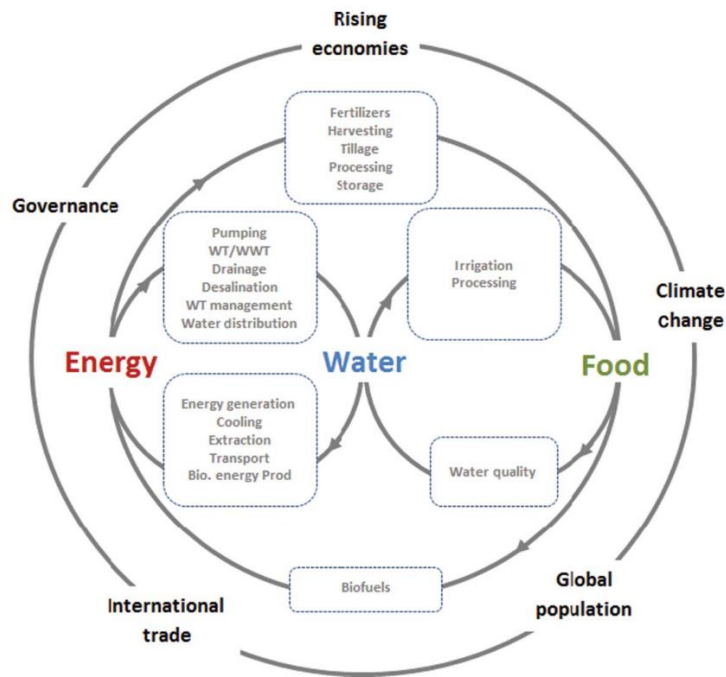 Rising
economies
Fertilizers
Harvesting
Tillage
Processing
Storage
Governance
Pumping
WT/WWT
Drainage
Desalination
WT management
Water distribution
Irrigation
Processing
Climate
change
Energy
Water
Food
Energy generation
Cooling
Extraction
Transport
Bio. energy Prod
Water quality
Biofuels
International
trade
Global
population